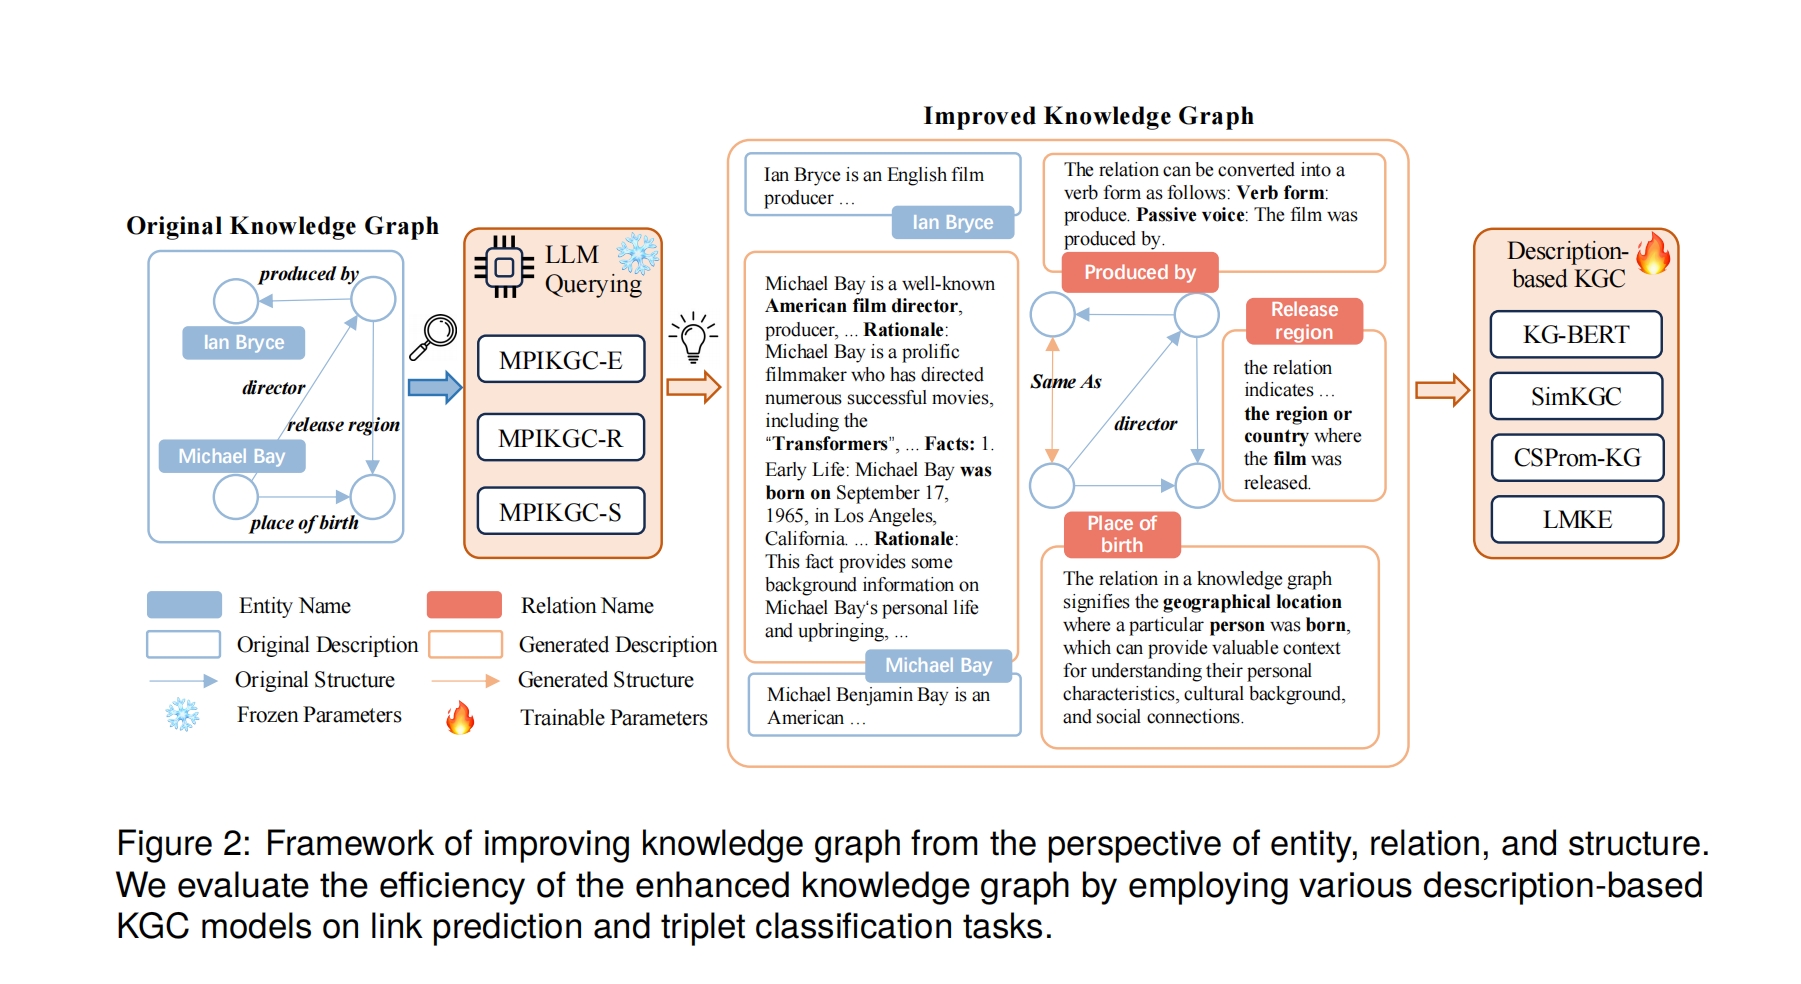 Improved Knowledge Graph
Original Knowledge Graph
produced by
Ian Bryce
director
release region
Michael Bay
place of birth
LLM
Querying
MPIKGC-E
MPIKGC-R
MPIKGC-S
Ian Bryce is an English film
producer ...
Ian Bryce
Michael Bay is a well-known
American film director,
producer, ... Rationale:
Michael Bay is a prolific
filmmaker who has directed
numerous successful movies,
including the
“Transformers”, ... Facts: 1.
Early Life: Michael Bay was
born on September 17,
1965, in Los Angeles,
California. ... Rationale:
This fact provides some
background information on
Michael Bay‘s personal life
and upbringing, ...
Michael Bay
Michael Benjamin Bay is an
American ...
The relation can be converted into a
verb form as follows: Verb form:
produce. Passive voice: The film was
produced by.
Produced by
Same As
director
Release
region
the relation
indicates ...
the region or
country where
the film was
released.
Place of
birth
The relation in a knowledge graph
signifies the geographical location
where a particular person was born,
which can provide valuable context
for understanding their personal
characteristics, cultural background,
and social connections.
Description-
based KGC
KG-BERT
SimKGC
CSProm-KG
LMKE
Entity Name
Relation Name
Original Description
Generated Description
Original Structure
Generated Structure
Frozen Parameters
Trainable Parameters
Figure 2: Framework of improving knowledge graph from the perspective of entity, relation, and structure.
We evaluate the efficiency of the enhanced knowledge graph by employing various description-based
KGC models on link prediction and triplet classification tasks.